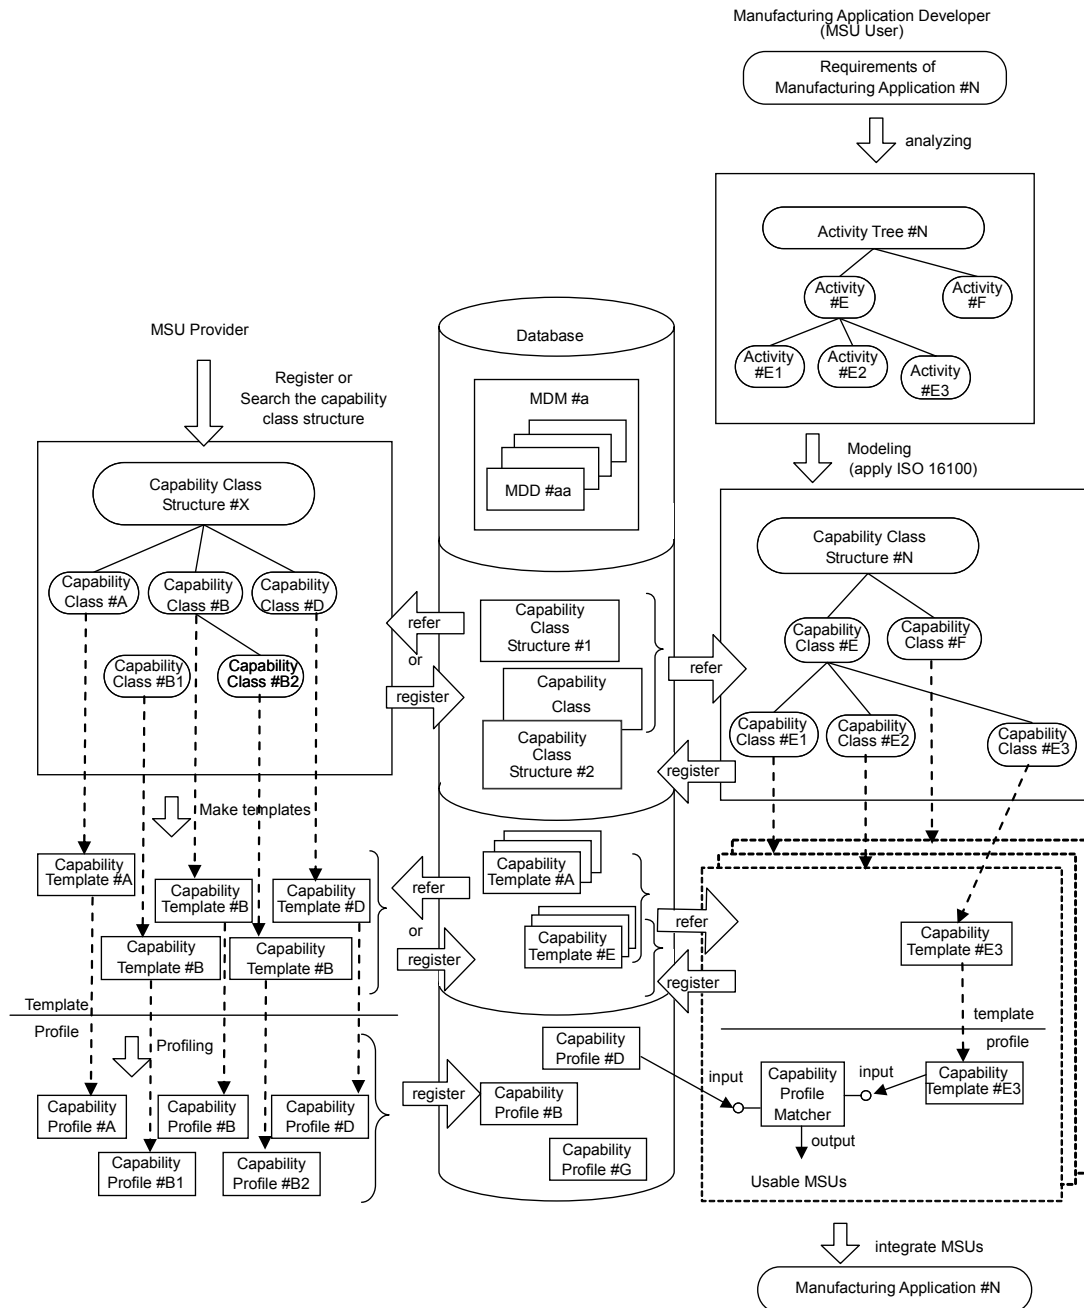 Manufacturing Application Developer
(MSU User)
Requirements of
Manufacturing Application #N
analyzing
Activity Tree #N
Activity
#E
Activity
#F
Activity
#E1
Activity
#E2
Activity
#E3
Modeling
(apply ISO 16100)
MSU Provider
Register or
Search the capability
class structure
Capability Class
Structure #X
Capability
Class #A
Capability
Class #B
Capability
Class #D
Capability
Class #B1
Capability
Class #B2
Make templates
Capability
Template #A
Capability
Template #B
Capability
Template #D
Capability
Template #B
Capability
Template #B
Template
Profile
Profiling
Capability
Profile #A
Capability
Profile #B
Capability
Profile #D
Capability
Profile #B1
Capability
Profile #B2
refer
or
register
refer
or
register
register
Database
MDM #a
MDD #aa
Capability
Class
Structure #1
Capability
Class
Capability
Class
Structure #2
Capability
Template #A
Capability
Template #E
Capability
Profile #D
Capability
Profile #B
Capability
Profile #G
refer
register
refer
register
Capability Class
Structure #N
Capability
Class #E
Capability
Class #F
Capability
Class #E1
Capability
Class #E2
Capability
Class #E3
Capability
Template #E3
template
profile
input
Capability
Profile
Matcher
input
Capability
Template #E3
output
Usable MSUs
integrate MSUs
Manufacturing Application #N